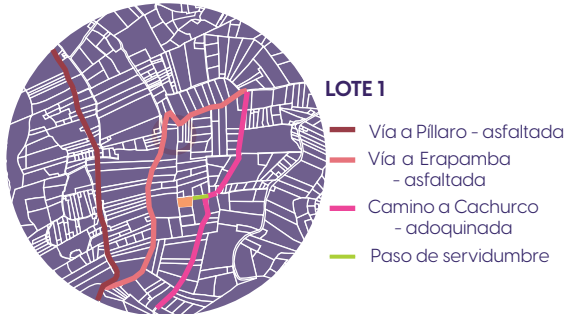 LOTE 1
Vía a Píllaro - asfaltada
Vía a Erapamba
- asfaltada
Camino a Cachurco
- adoquinada
Paso de servidumbre